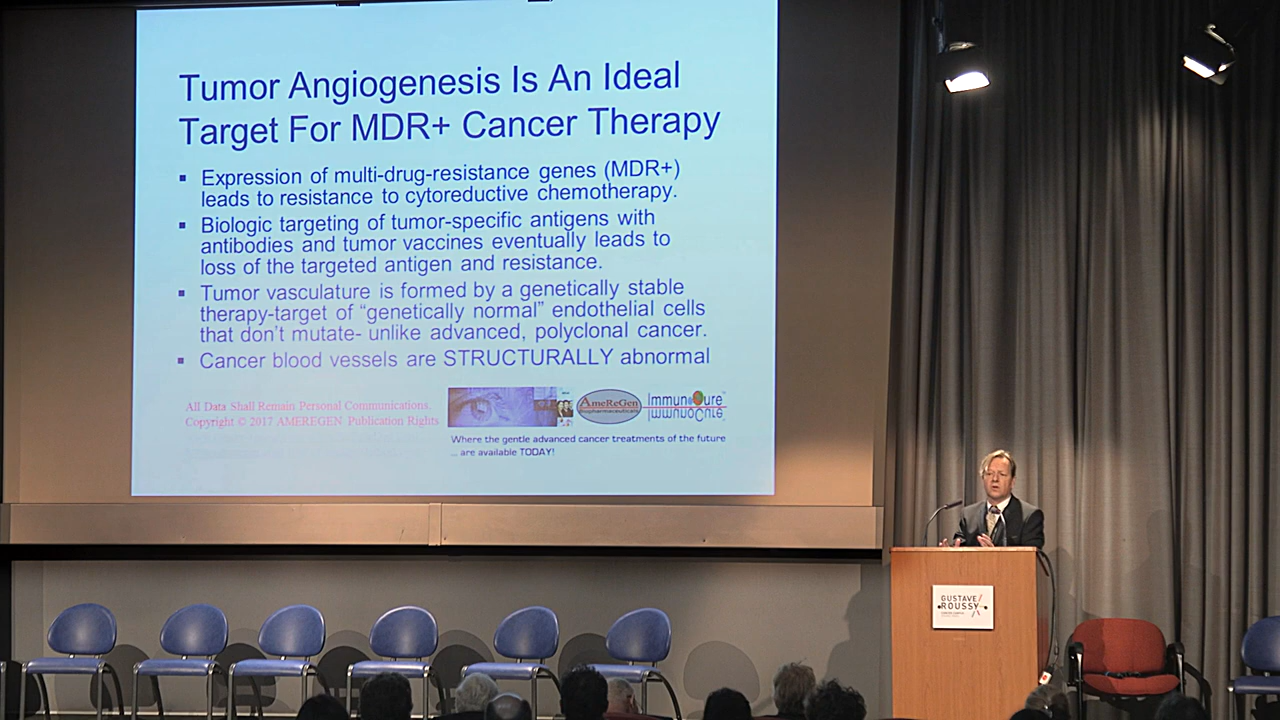 Tumor Angiogenesis Is An Ideal
Target For MDR+ Cancer Therapy
▪ Expression of multi-drug-resistance genes (MDR+)
leads to resistance to cytoreductive chemotherapy.
▪ Biologic targeting of tumor-specific antigens with
antibodies and tumor vaccines eventually leads to
loss of the targeted antigen and resistance.
▪ Tumor vasculature is formed by a genetically stable
therapy-target of “genetically normal” endothelial cells
that don’t mutate- unlike advanced, polyclonal cancer.
▪ Cancer blood vessels are STRUCTURALLY abnormal
All Data Shall Remain Personal Communications.
Copyright © 2017 AMEREGEN Publication Rights
AmeReGen
Biopharmaceuticals
ImmunoCure
Where the gentle advanced cancer treatments of the future
... are available TODAY!
GUSTAVE
ROUSSY